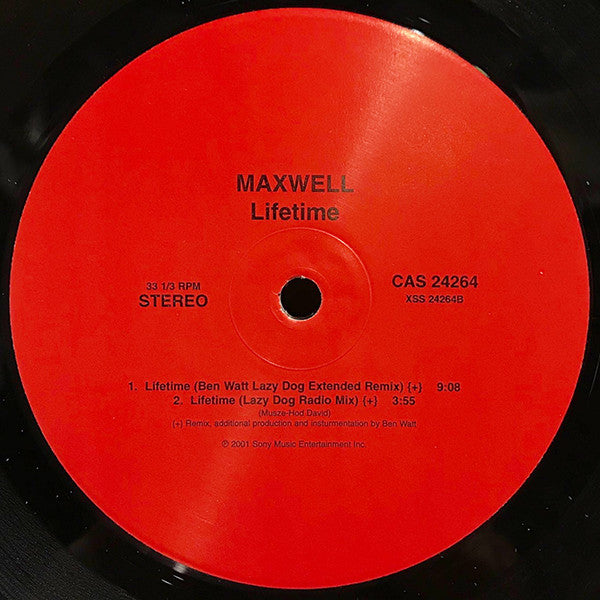 MAXWELL
Lifetime
33 1/3 RPM
STEREO
CAS 24264
XSS 24264B
1. Lifetime (Ben Watt Lazy Dog Extended Remix) {+} 9:08
2. Lifetime (Lazy Dog Radio Mix) {+} 3:55
(Musze-Hod David)
{+} Remix, additional production and insturmentation by Ben Watt
℗ 2001 Sony Music Entertainment Inc.